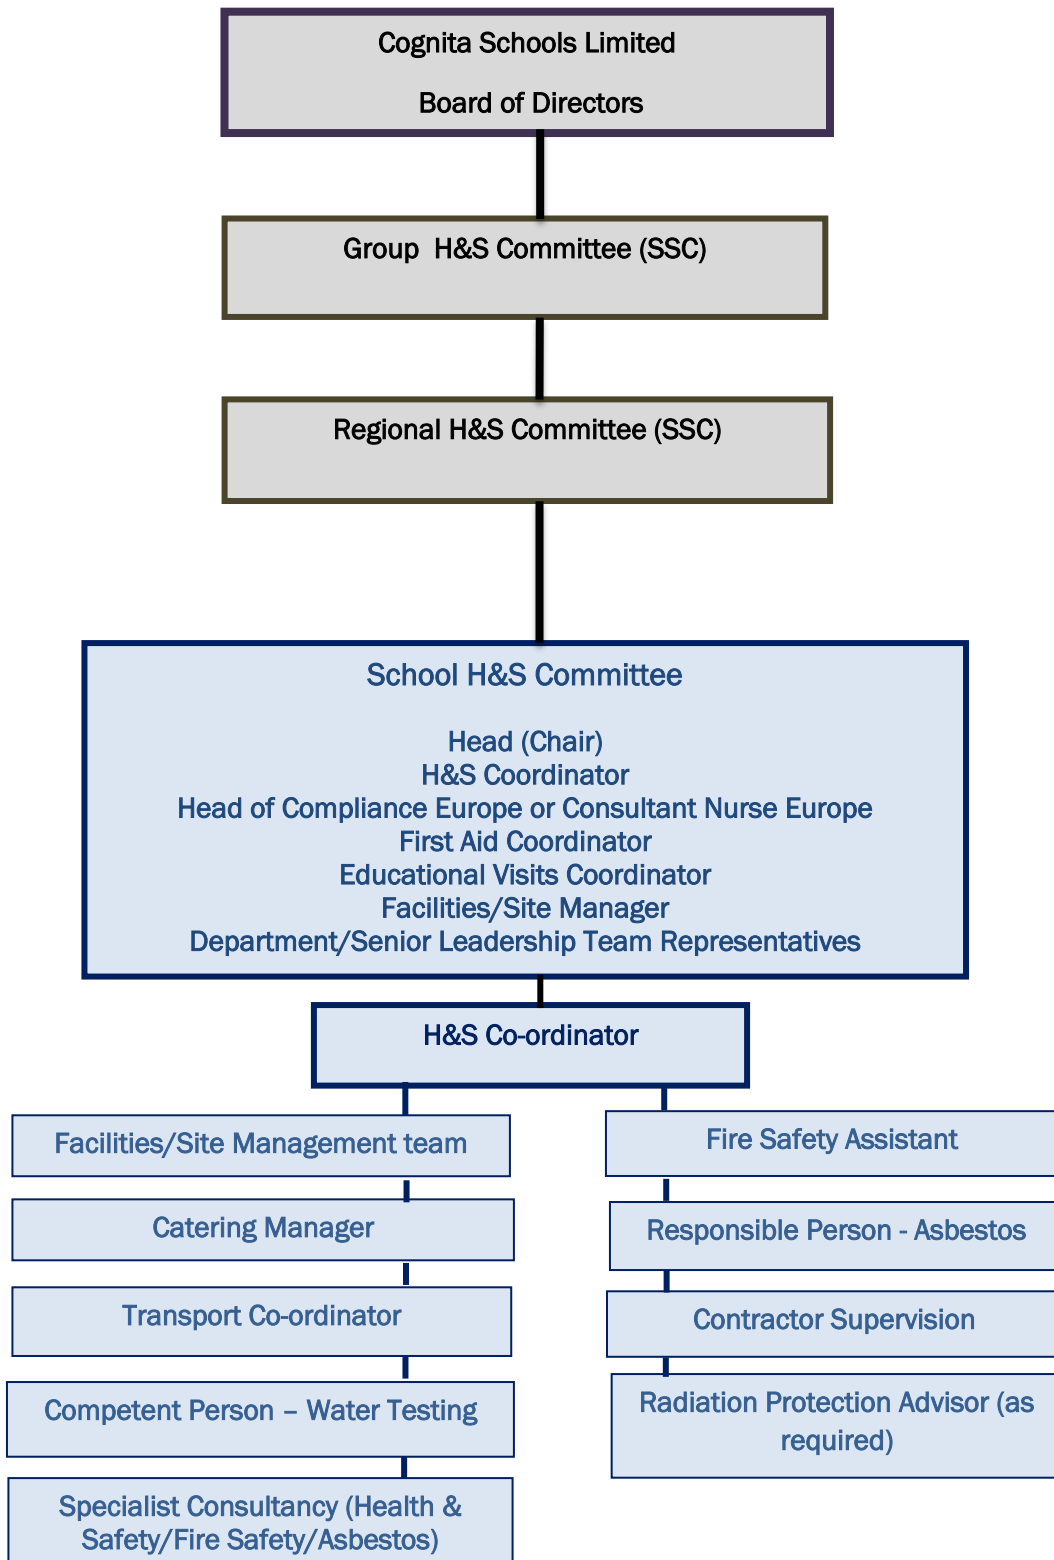 Cognita Schools Limited
Board of Directors
Group H&S Committee (SSC)
Regional H&S Committee (SSC)
School H&S Committee
Head (Chair)
H&S Coordinator
Head of Compliance Europe or Consultant Nurse Europe
First Aid Coordinator
Educational Visits Coordinator
Facilities/Site Manager
Department/Senior Leadership Team Representatives
H&S Co-ordinator
Facilities/Site Management team
Catering Manager
Transport Co-ordinator
Competent Person – Water Testing
Specialist Consultancy (Health &
Safety/Fire Safety/Asbestos)
Fire Safety Assistant
Responsible Person - Asbestos
Contractor Supervision
Radiation Protection Advisor (as
required)